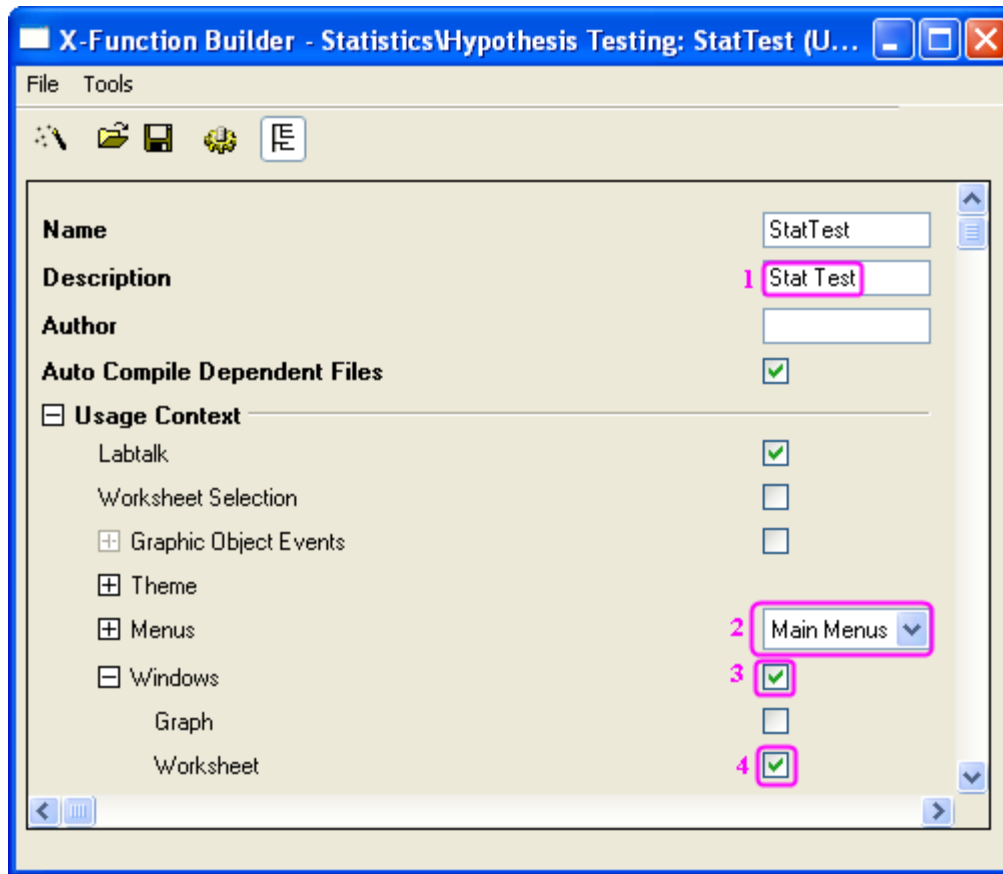 X-Function Builder - Statistics\Hypothesis Testing: StatTest (U...
File Tools
Name StatTest
Description 1 Stat Test
Author
Auto Compile Dependent Files
Usage Context
Labtalk
Worksheet Selection
Graphic Object Events
Theme
Menus 2 Main Menus
Windows 3
Graph
Worksheet 4